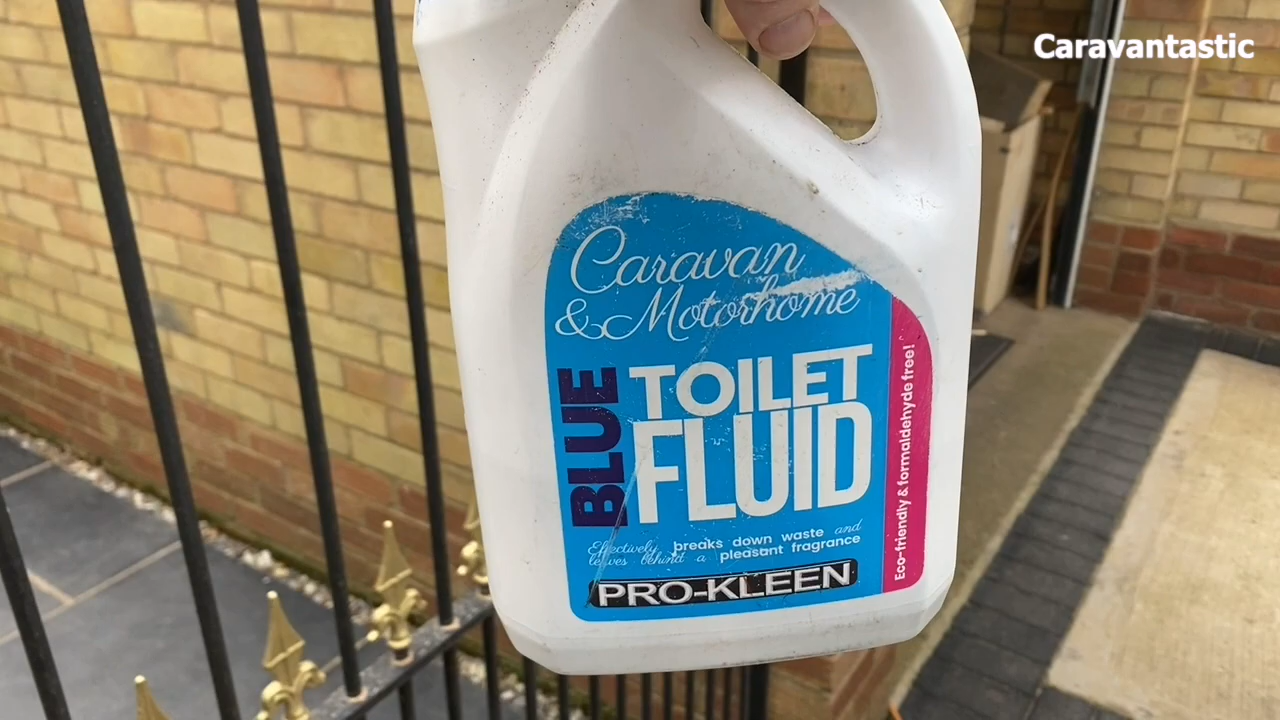 Caravantastic
Caravan
& Motorhome
BLUE
TOILET
FLUID
Effectively breaks down waste and
leaves behind a pleasant fragrance
PRO-KLEEN
Eco-friendly & formaldehyde free!